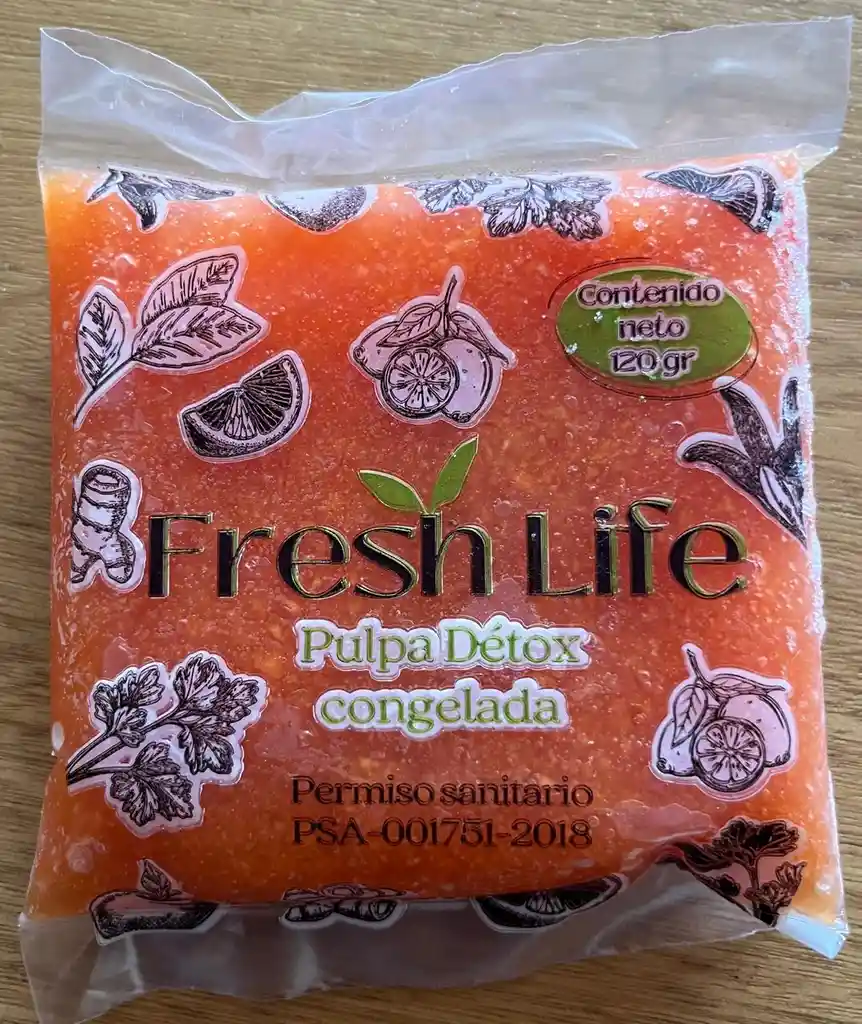 Contenido
neto
120 gr
Fresh Life
Pulpa Détox
congelada
Permiso sanitario
PSA-001751-2018